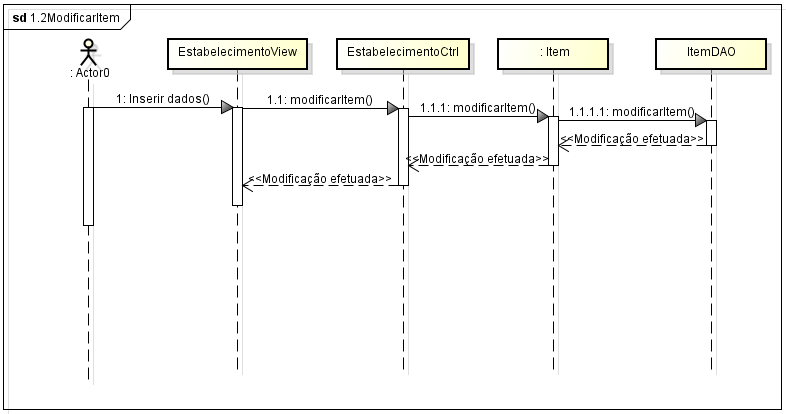 sd 1.2ModificarItem
: Actor0
EstabelecimentoView
EstabelecimentoCtrl
: Item
ItemDAO
1: Inserir dados()
1.1: modificarItem()
1.1.1: modificarItem()
1.1.1.1: modificarItem()
<<Modificação efetuada>>
<<Modificação efetuada>>
<<Modificação efetuada>>